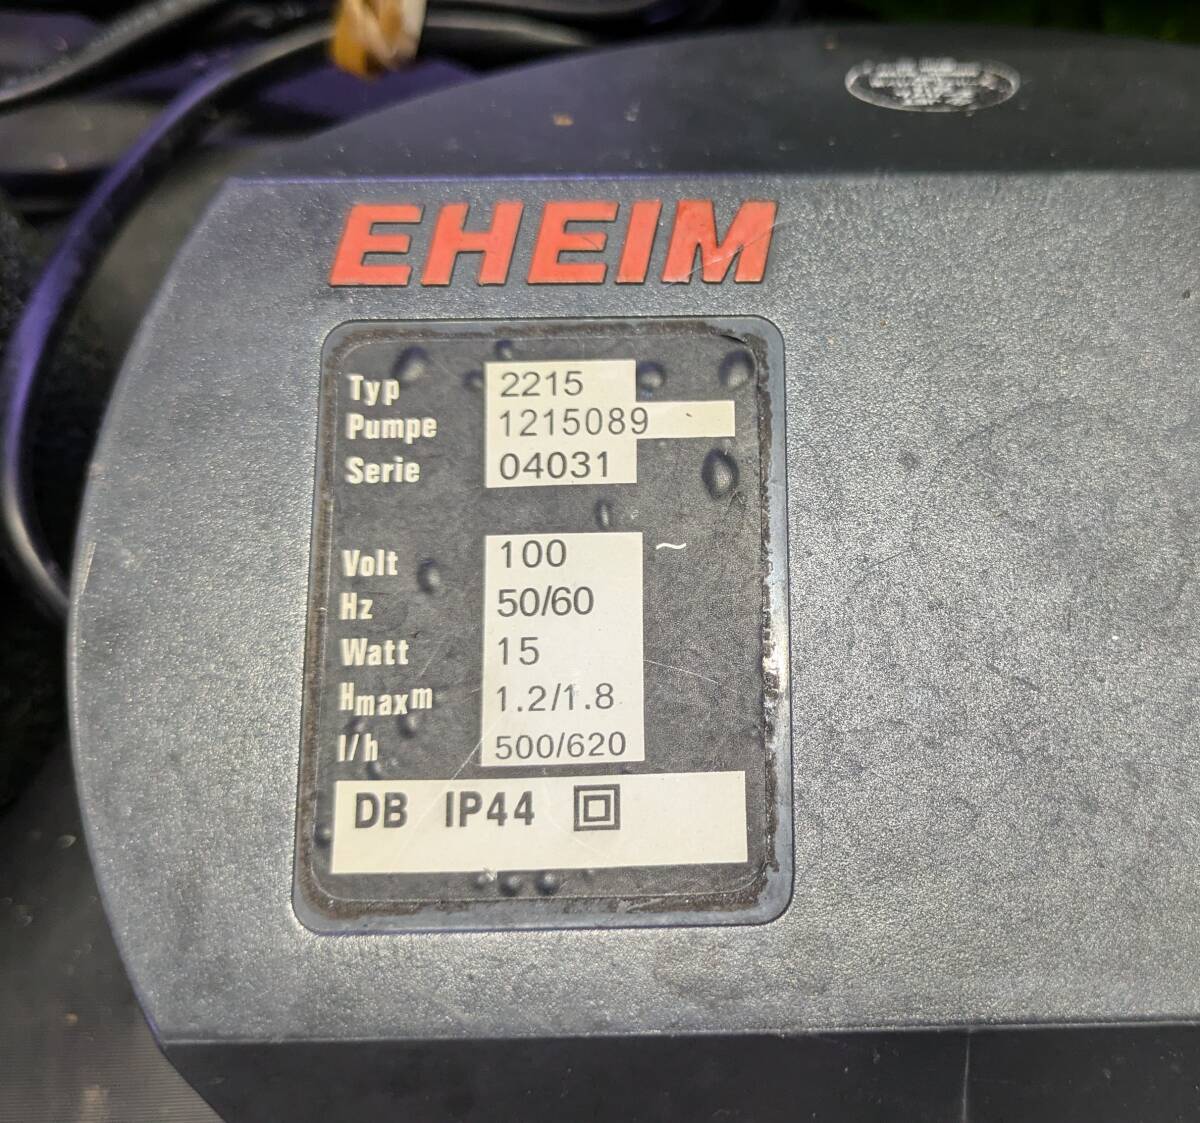 EHEIM
Typ 2215
Pumpe 1215089
Serie 04031
Volt 100 ~
Hz 50/60
Watt 15
Hmaxm 1.2/1.8
l/h 500/620
DB IP44